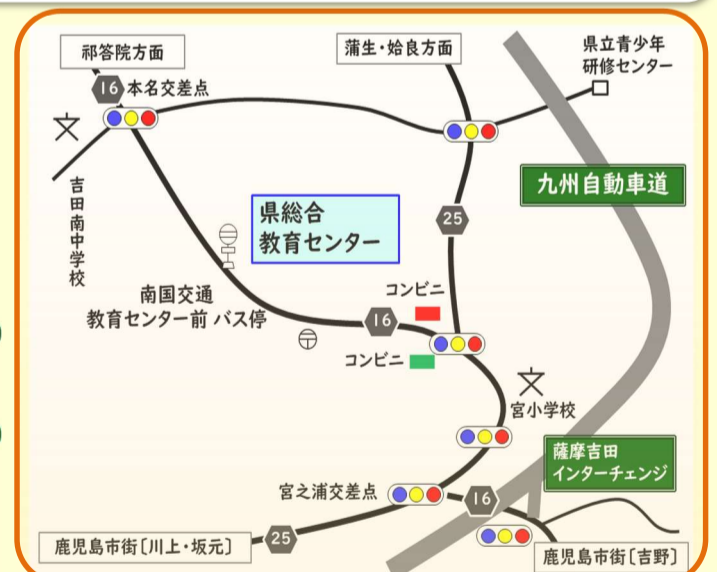 祁答院方面
蒲生・姶良方面
県立青少年
研修センター
16
本名交差点
吉田南中学校
県総合
教育センター
25
九州自動車道
南国交通
教育センター前 バス停
コンビニ
16
コンビニ
宮小学校
薩摩吉田
インターチェンジ
宮之浦交差点
16
25
鹿児島市街〔川上・坂元〕
鹿児島市街〔吉野〕